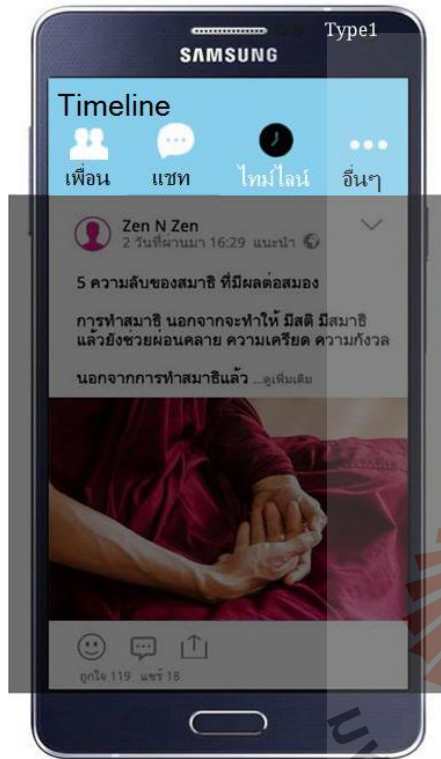 Type1
SAMSUNG
Timeline
เพื่อน แชท ไทม์ไลน์ อื่นๆ
Zen N Zen
2 วันที่ผ่านมา 16:29 แนะนำ
5 ความลับของสมาธิ ที่มีผลต่อสมอง
การทำสมาธิ นอกจากจะทำให้ มีสติ มีสมาธิ
แล้วยังช่วยผ่อนคลาย ความเครียด ความกังวล
นอกจากการทำสมาธิแล้ว ...ดูเพิ่มเติม
ถูกใจ 119 แชร์ 18